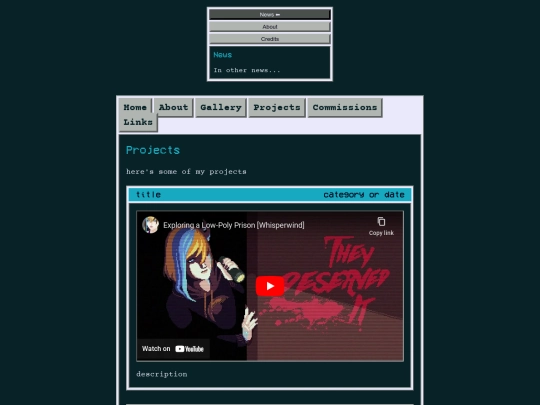 News ⬅
About
Credits
News
In other news...
Home About Gallery Projects Commissions
Links
Projects
here's some of my projects
title category or date
Exploring a Low-Poly Prison [Whisperwind]
Copy link
THEY
DESERVED
IT
Watch on YouTube
description